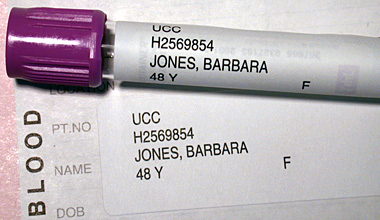 UCC
H2569854
JONES, BARBARA
48 Y F
LOCATION
UCC
PT.NO H2569854
JONES, BARBARA
NAME 48 Y F
DOB
BLOOD